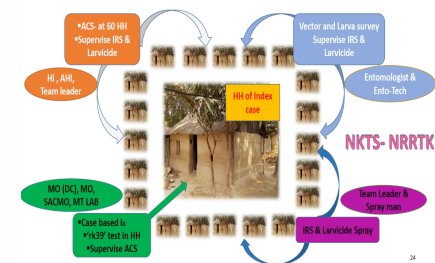 •ACS- at 60 HH
•Supervise IRS &
Larvicide
Vector and Larva survey
Supervise IRS &
Larvicide
HI , AHI,
Team leader
HH of Index
case
Entomologist &
Ento-Tech
NKTS- NRRTK
MO (DC), MO,
SACMO, MT LAB
Team Leader &
Spray man
•Case based Ix
•'rk39' test in HH
•Supervise ACS
IRS & Larvicide Spray
24